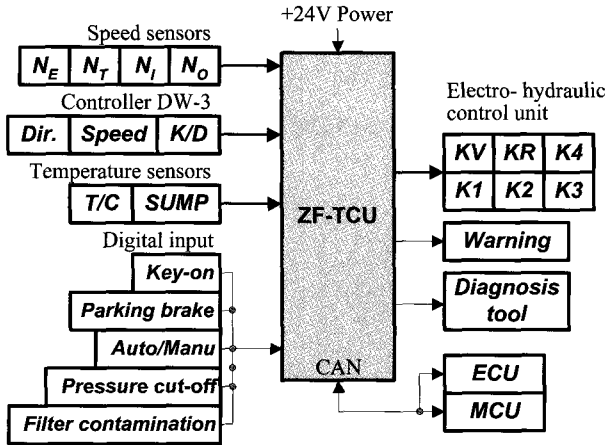 +24V Power
Speed sensors
N_E N_T N_I N_O
Controller DW-3
Dir. Speed K/D
Temperature sensors
T/C SUMP
Digital input
Key-on
Parking brake
Auto/Manu
Pressure cut-off
Filter contamination
ZF-TCU
CAN
Electro- hydraulic
control unit
KV KR K4
K1 K2 K3
Warning
Diagnosis
tool
ECU
MCU